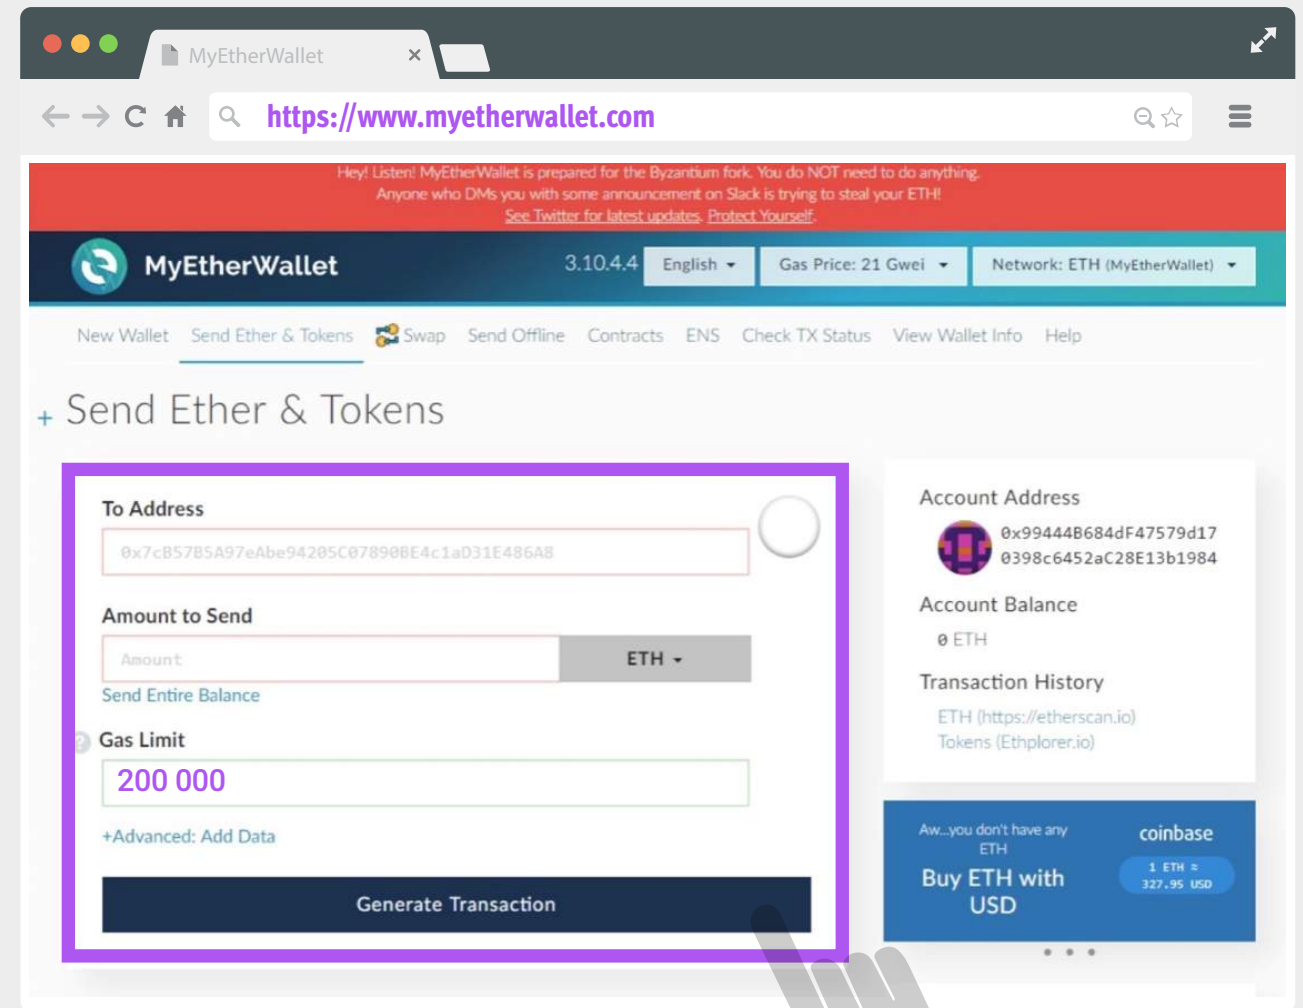 MyEtherWallet
https://www.myetherwallet.com
Hey! Listen! MyEtherWallet is prepared for the Byzantium fork. You do NOT need to do anything.
Anyone who DMs you with some announcement on Slack is trying to steal your ETH!
See Twitter for latest updates. Protect Yourself.
MyEtherWallet
3.10.4.4
English
Gas Price: 21 Gwei
Network: ETH (MyEtherWallet)
New Wallet
Send Ether & Tokens
Swap
Send Offline
Contracts
ENS
Check TX Status
View Wallet Info
Help
+ Send Ether & Tokens
To Address
0x7cB57B5A97eAbe94205C07890BE4c1aD31E486A8
Amount to Send
Amount
ETH
Send Entire Balance
? Gas Limit
200 000
+Advanced: Add Data
Generate Transaction
Account Address
0x99444B684dF47579d17
0398c6452aC28E13b1984
Account Balance
0 ETH
Transaction History
ETH (https://etherscan.io)
Tokens (Ethplorer.io)
Aw...you don't have any
ETH
Buy ETH with
USD
coinbase
1 ETH ≈
327.95 USD